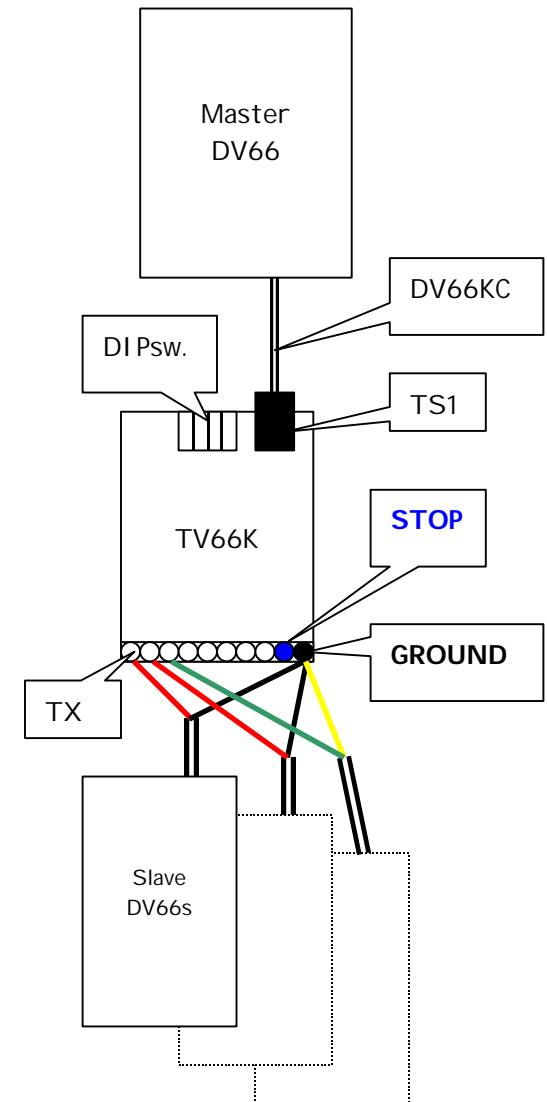 Master
DV66
DV66KC
DIPsw.
TS1
STOP
TV66K
GROUND
TX
Slave
DV66s